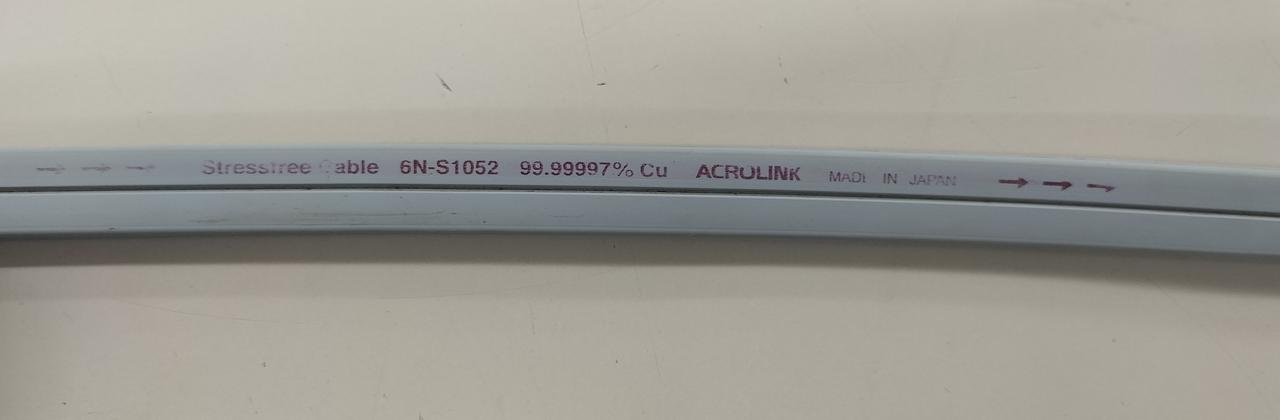 → → → Stressfree Cable 6N-S1052 99.99997% Cu ACROLINK MADE IN JAPAN → → →